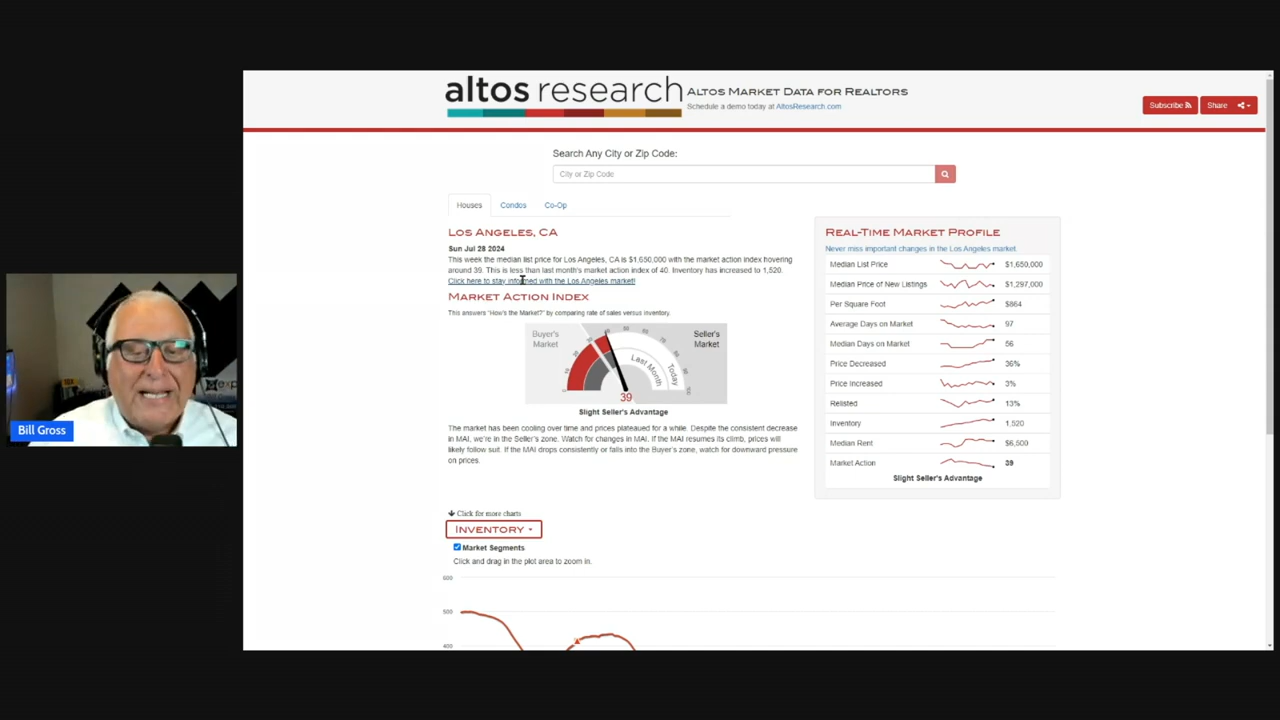 altos research
Altos Market Data for Realtors
Schedule a demo today at AltosResearch.com
Subscribe
Share
Search Any City or Zip Code:
City or Zip Code
Houses
Condos
Co-Op
Los Angeles, CA
Sun Jul 28 2024
This week the median list price for Los Angeles, CA is $1,650,000 with the market action index hovering
around 39. This is less than last month's market action index of 40. Inventory has increased to 1,520.
Click here to stay informed with the Los Angeles market!
Market Action Index
This answers "How's the Market?" by comparing rate of sales versus inventory.
Buyer's
Market
Seller's
Market
Last Month
Today
39
Slight Seller's Advantage
The market has been cooling over time and prices plateaued for a while. Despite the consistent decrease
in MAI, we're in the Seller's zone. Watch for changes in MAI. If the MAI resumes its climb, prices will
likely follow suit. If the MAI drops consistently or falls into the Buyer's zone, watch for downward pressure
on prices.
Real-Time Market Profile
Never miss important changes in the Los Angeles market.
Median List Price $1,650,000
Median Price of New Listings $1,297,000
Per Square Foot $864
Average Days on Market 97
Median Days on Market 56
Price Decreased 36%
Price Increased 3%
Relisted 13%
Inventory 1,520
Median Rent $6,500
Market Action 39
Slight Seller's Advantage
Click for more charts
Inventory
Market Segments
Click and drag in the plot area to zoom in.
600
500
400
exp
Bill Gross